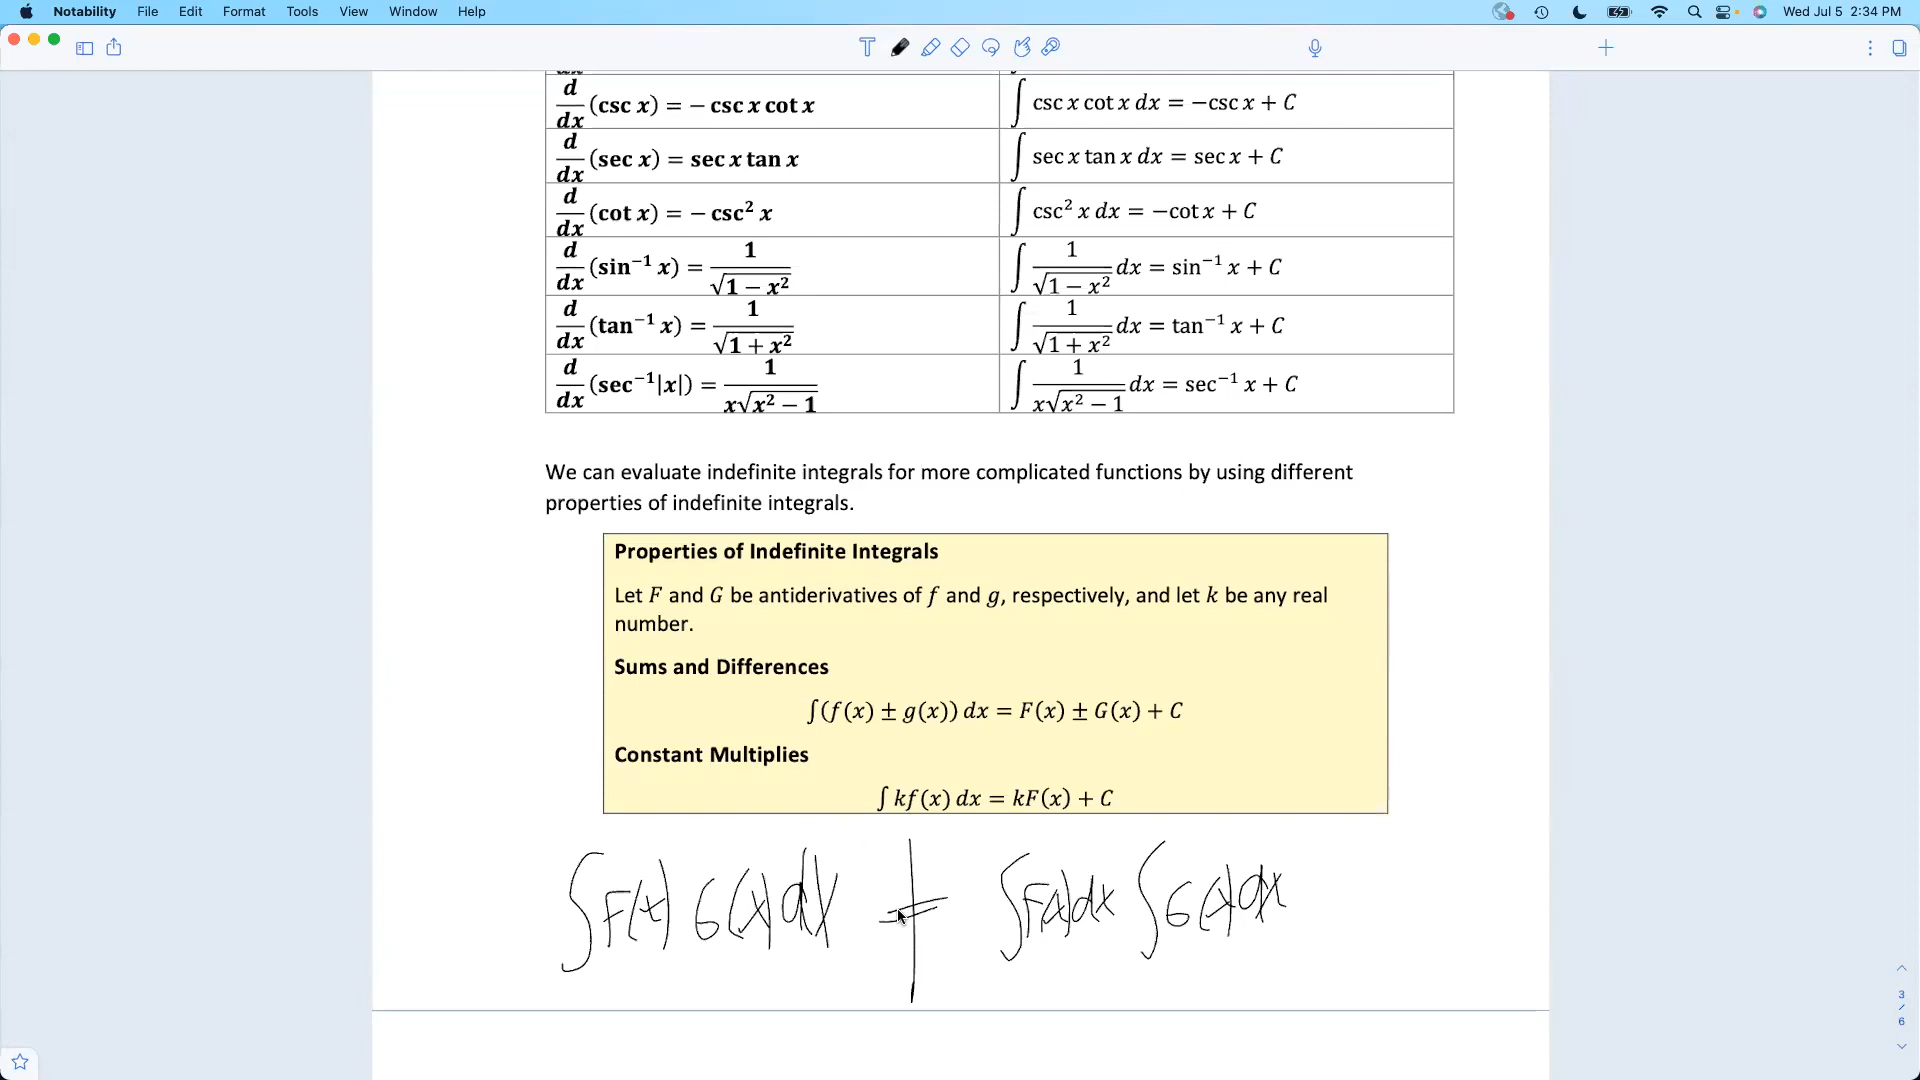 Notability File Edit Format Tools View Window Help Wed Jul 5 2:34 PM
d/dx (csc x) = − csc x cot x
∫ csc x cot x dx = −csc x + C
d/dx (sec x) = sec x tan x
∫ sec x tan x dx = sec x + C
d/dx (cot x) = − csc² x
∫ csc² x dx = −cot x + C
d/dx (sin⁻¹ x) = 1/√(1 − x²)
∫ 1/√(1 − x²) dx = sin⁻¹ x + C
d/dx (tan⁻¹ x) = 1/√(1 + x²)
∫ 1/√(1 + x²) dx = tan⁻¹ x + C
d/dx (sec⁻¹|x|) = 1/(x√(x² − 1))
∫ 1/(x√(x² − 1)) dx = sec⁻¹ x + C
We can evaluate indefinite integrals for more complicated functions by using different
properties of indefinite integrals.
Properties of Indefinite Integrals
Let F and G be antiderivatives of f and g, respectively, and let k be any real
number.
Sums and Differences
∫(f(x) ± g(x)) dx = F(x) ± G(x) + C
Constant Multiplies
∫ kf(x) dx = kF(x) + C
∫F(x) G(x) dx ≠ ∫F(x)dx ∫G(x)dx
3
/
6